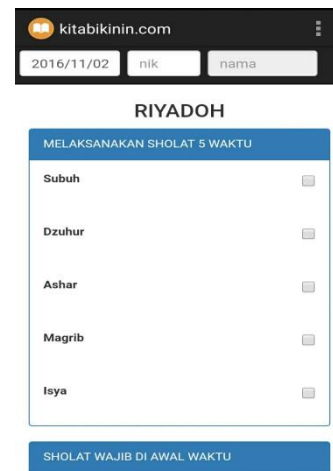 kitabikinin.com
2016/11/02 nik nama
RIYADOH
MELAKSANAKAN SHOLAT 5 WAKTU
Subuh
Dzuhur
Ashar
Magrib
Isya
SHOLAT WAJIB DI AWAL WAKTU